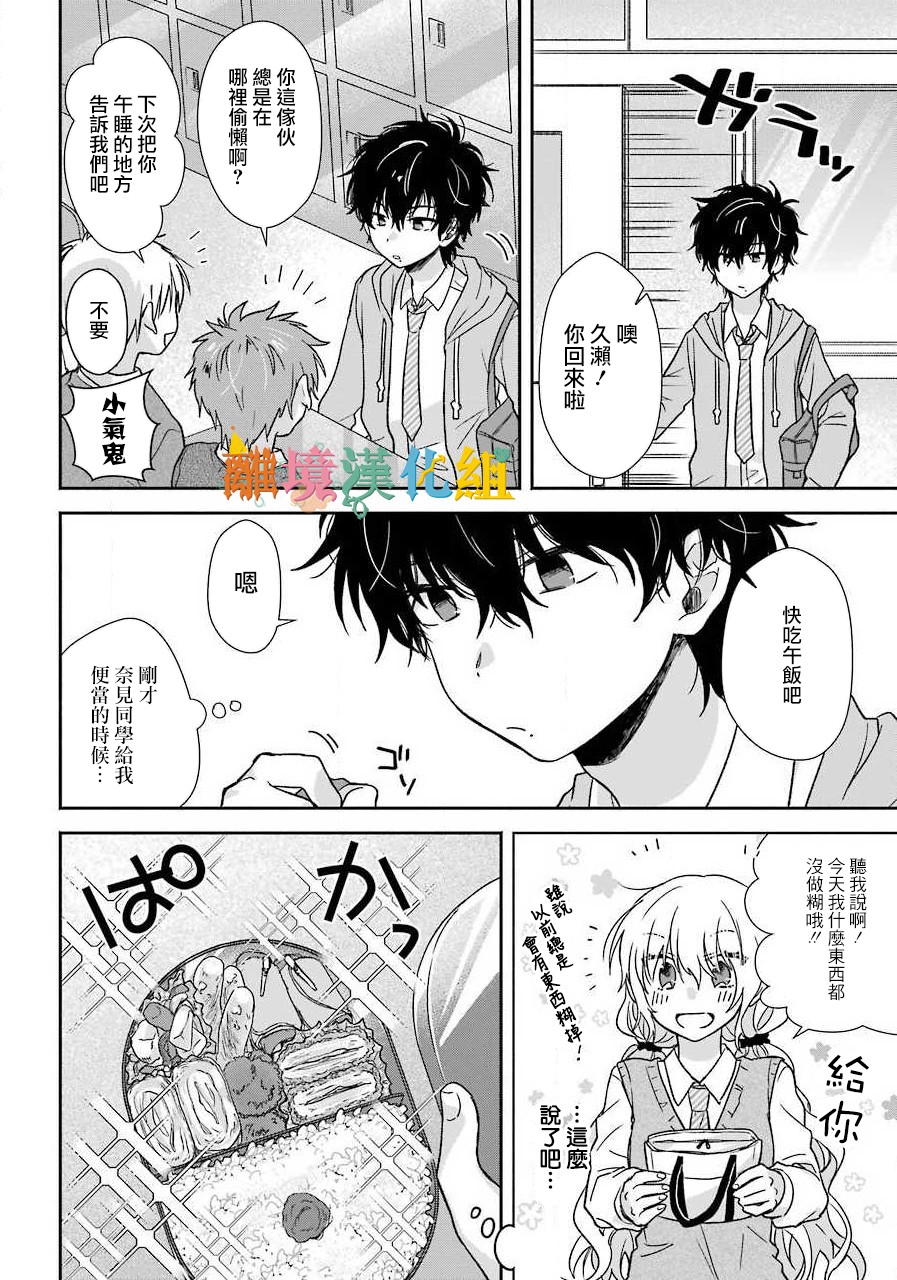 ガラッ
噢
久瀨!
你回來啦
你這傢伙
總是在
哪裡偷懶啊?
下次把你
午睡的地方
告訴我們吧
不要
小氣鬼
離境漢化組
快吃午飯吧
嗯
剛才
奈見同學給我
便當的時候…
聽我說啊!
今天我什麼東西都
沒做糊哦!!
雖說
以前總是
會有東西糊掉!
給你
…這麼
說了吧…
ぱかっ